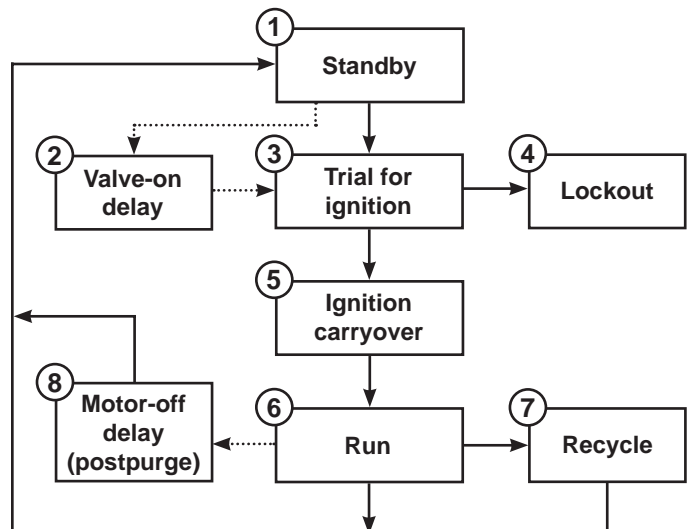 1
Standby
2
Valve-on
delay
3
Trial for
ignition
4
Lockout
5
Ignition
carryover
8
Motor-off
delay
(postpurge)
6
Run
7
Recycle